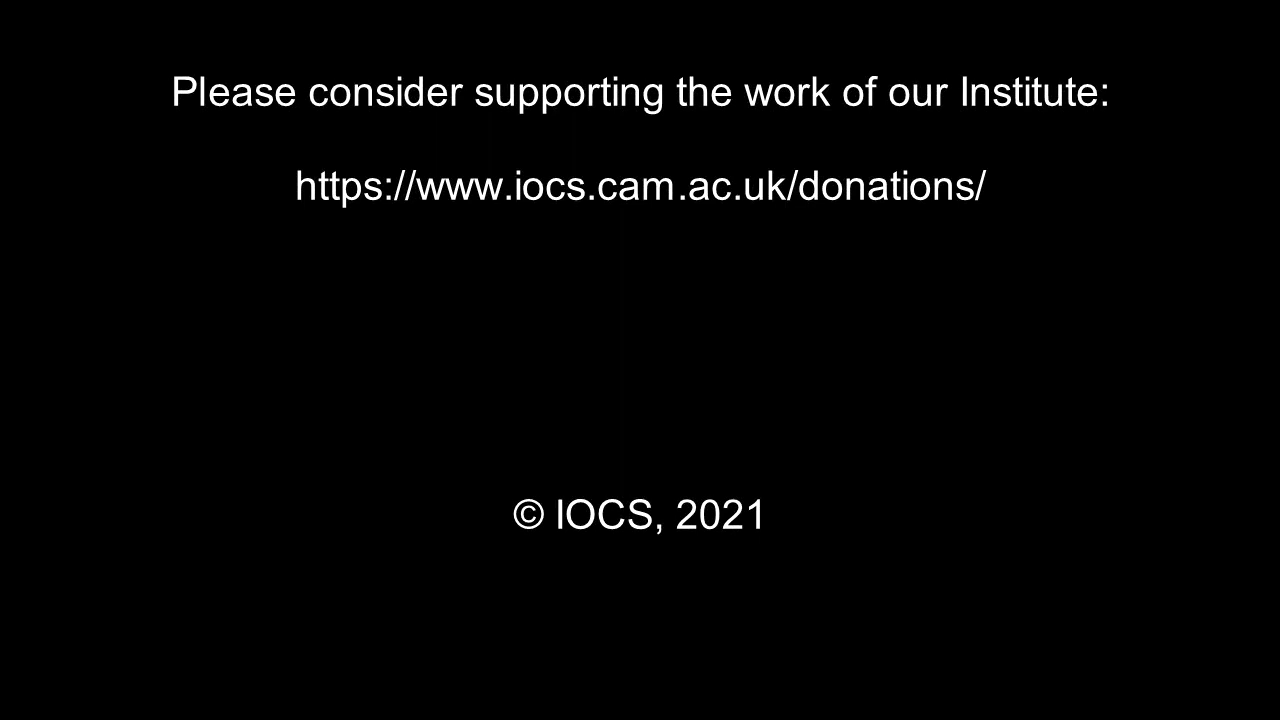 Please consider supporting the work of our Institute:
https://www.iocs.cam.ac.uk/donations/
© IOCS, 2021